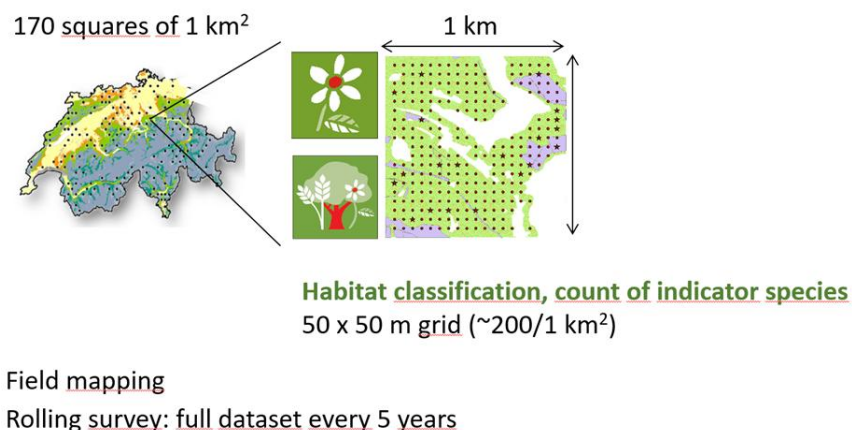 170 squares of 1 km²
1 km
Habitat classification, count of indicator species
50 x 50 m grid (~200/1 km²)
Field mapping
Rolling survey: full dataset every 5 years